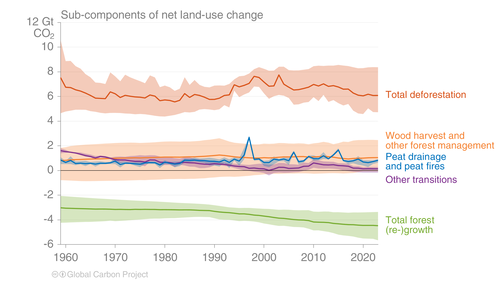 Sub-components of net land-use change
12 Gt
CO₂
10
8
6
4
2
0
-2
-4
-6
1960
1970
1980
1990
2000
2010
2020
Total deforestation
Wood harvest and
other forest management
Peat drainage
and peat fires
Other transitions
Total forest
(re-)growth
Global Carbon Project